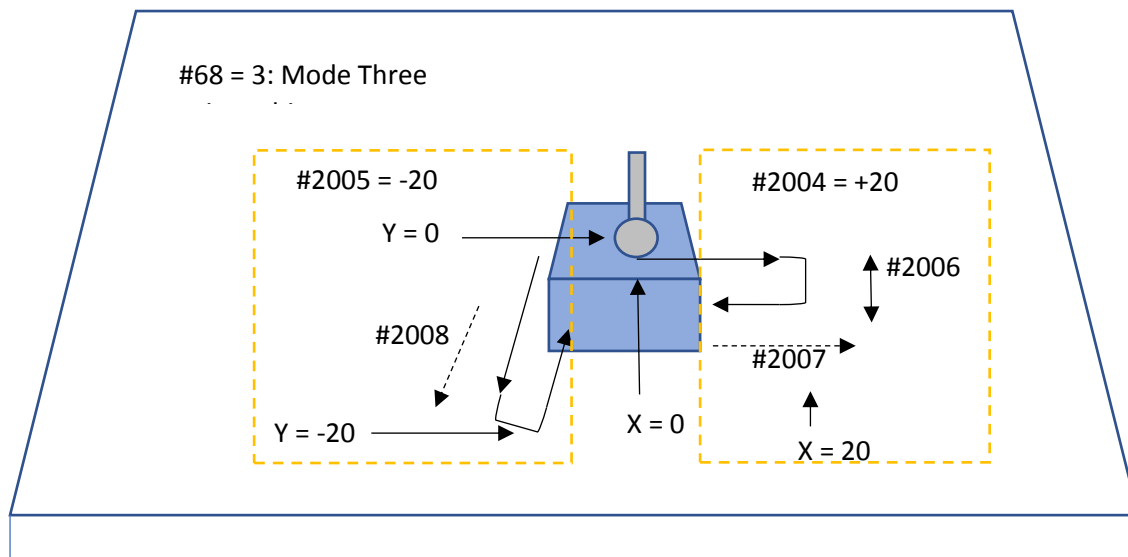 #68 = 3: Mode Three
#2005 = -20
#2004 = +20
Y = 0
#2006
#2008
#2007
Y = -20
X = 0
X = 20